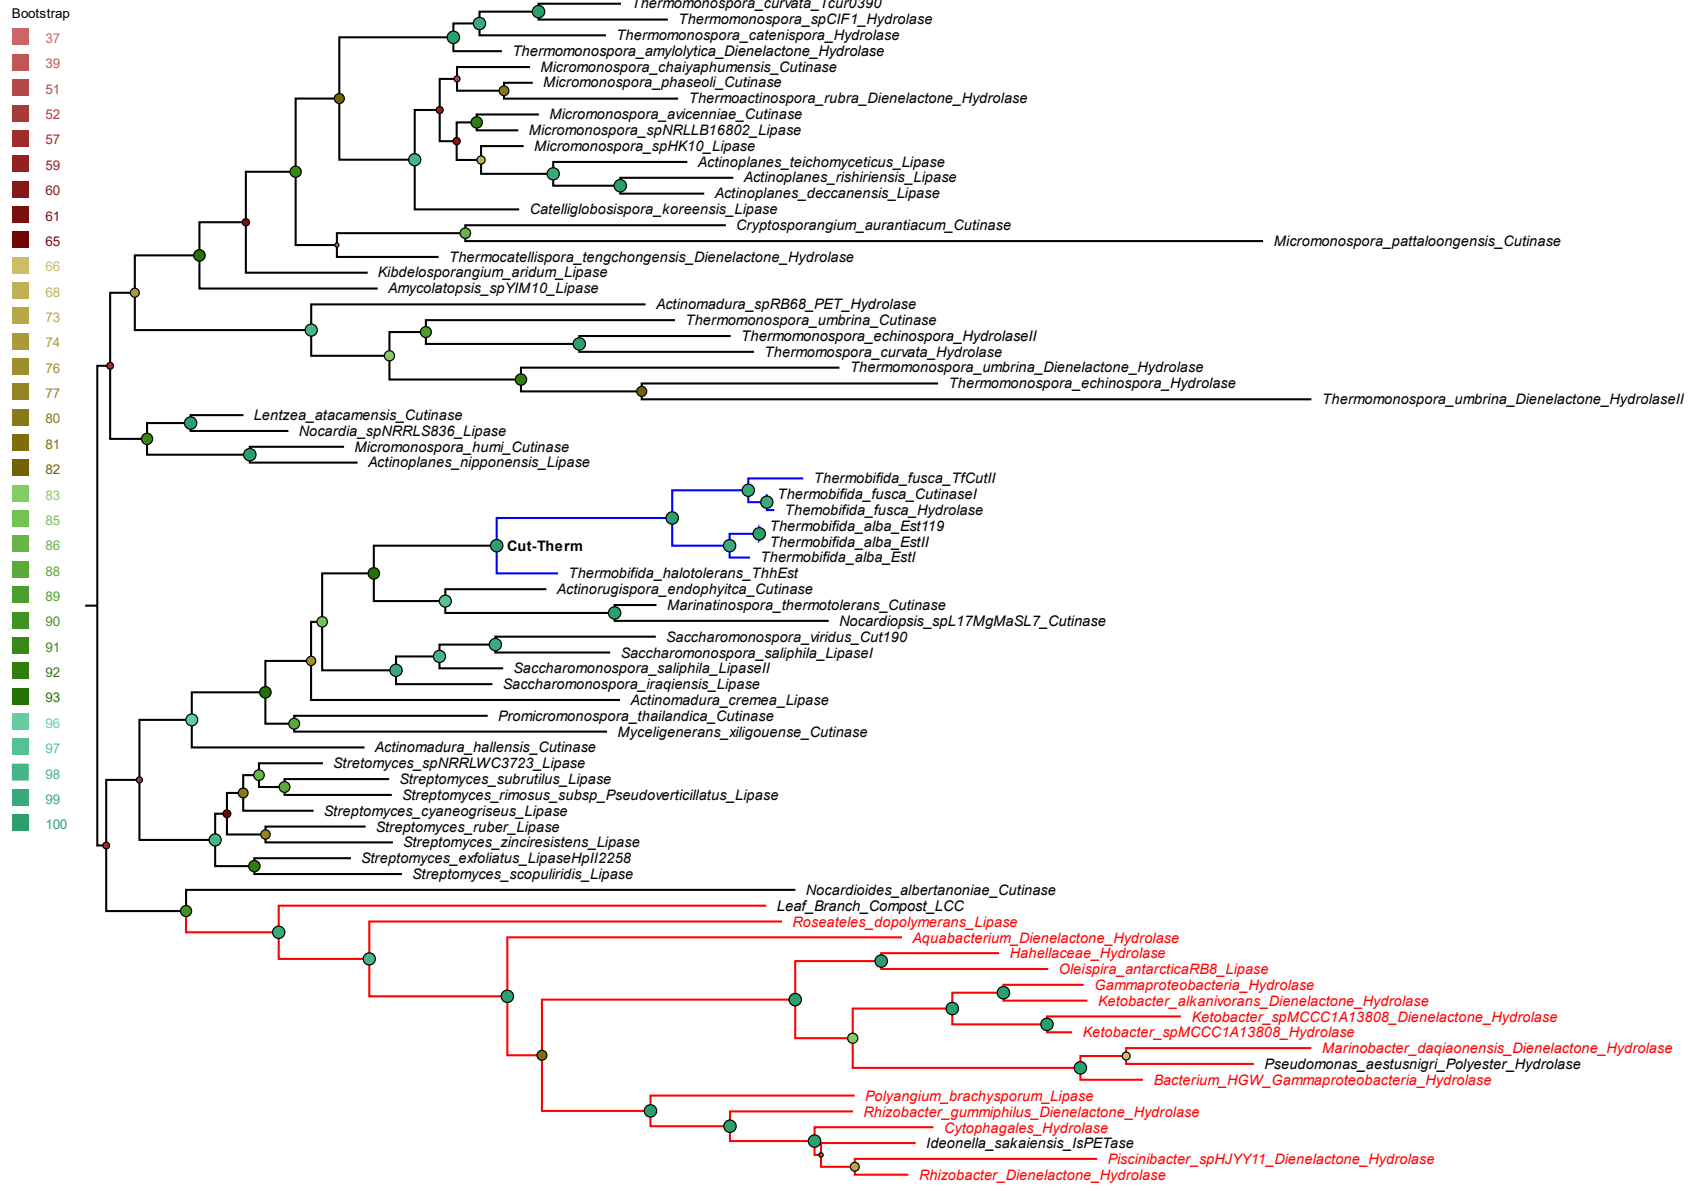 Bootstrap
37
39
51
52
57
59
60
61
65
66
68
73
74
76
77
80
81
82
83
85
86
88
89
90
91
92
93
96
97
98
99
100
Thermomonospora_curvata_Tcur0390
Thermomonospora_spCIF1_Hydrolase
Thermomonospora_catenispora_Hydrolase
Thermomonospora_amylolytica_Dienelactone_Hydrolase
Micromonospora_chaiyaphumensis_Cutinase
Micromonospora_phaseoli_Cutinase
Thermoactinospora_rubra_Dienelactone_Hydrolase
Micromonospora_avicenniae_Cutinase
Micromonospora_spNRLLB16802_Lipase
Micromonospora_spHK10_Lipase
Actinoplanes_teichomyceticus_Lipase
Actinoplanes_rishiriensis_Lipase
Actinoplanes_deccanensis_Lipase
Catelliglobosispora_koreensis_Lipase
Cryptosporangium_aurantiacum_Cutinase
Micromonospora_pattaloongensis_Cutinase
Thermocatellispora_tengchongensis_Dienelactone_Hydrolase
Kibdelosporangium_aridum_Lipase
Amycolatopsis_spYIM10_Lipase
Actinomadura_spRB68_PET_Hydrolase
Thermomonospora_umbrina_Cutinase
Thermomonospora_echinospora_HydrolaseII
Thermomospora_curvata_Hydrolase
Thermomonospora_umbrina_Dienelactone_Hydrolase
Thermomonospora_echinospora_Hydrolase
Thermomonospora_umbrina_Dienelactone_HydrolaseII
Lentzea_atacamensis_Cutinase
Nocardia_spNRRLS836_Lipase
Micromonospora_humi_Cutinase
Actinoplanes_nipponensis_Lipase
Thermobifida_fusca_TfCutII
Thermobifida_fusca_CutinaseI
Themobifida_fusca_Hydrolase
Thermobifida_alba_Est119
Thermobifida_alba_EstII
Thermobifida_alba_EstI
Cut-Therm
Thermobifida_halotolerans_ThhEst
Actinorugispora_endophyitca_Cutinase
Marinatinospora_thermotolerans_Cutinase
Nocardiopsis_spL17MgMaSL7_Cutinase
Saccharomonospora_viridus_Cut190
Saccharomonospora_saliphila_LipaseI
Saccharomonospora_saliphila_LipaseII
Saccharomonospora_iraqiensis_Lipase
Actinomadura_cremea_Lipase
Promicromonospora_thailandica_Cutinase
Myceligenerans_xiligouense_Cutinase
Actinomadura_hallensis_Cutinase
Stretomyces_spNRRLWC3723_Lipase
Streptomyces_subrutilus_Lipase
Streptomyces_rimosus_subsp_Pseudoverticillatus_Lipase
Streptomyces_cyaneogriseus_Lipase
Streptomyces_ruber_Lipase
Streptomyces_zinciresistens_Lipase
Streptomyces_exfoliatus_LipaseHpII2258
Streptomyces_scopuliridis_Lipase
Nocardioides_albertanoniae_Cutinase
Leaf_Branch_Compost_LCC
Roseateles_dopolymerans_Lipase
Aquabacterium_Dienelactone_Hydrolase
Hahellaceae_Hydrolase
Oleispira_antarcticaRB8_Lipase
Gammaproteobacteria_Hydrolase
Ketobacter_alkanivorans_Dienelactone_Hydrolase
Ketobacter_spMCCC1A13808_Dienelactone_Hydrolase
Ketobacter_spMCCC1A13808_Hydrolase
Marinobacter_daqiaonensis_Dienelactone_Hydrolase
Pseudomonas_aestusnigri_Polyester_Hydrolase
Bacterium_HGW_Gammaproteobacteria_Hydrolase
Polyangium_brachysporum_Lipase
Rhizobacter_gummiphilus_Dienelactone_Hydrolase
Cytophagales_Hydrolase
Ideonella_sakaiensis_IsPETase
Piscinibacter_spHJYY11_Dienelactone_Hydrolase
Rhizobacter_Dienelactone_Hydrolase